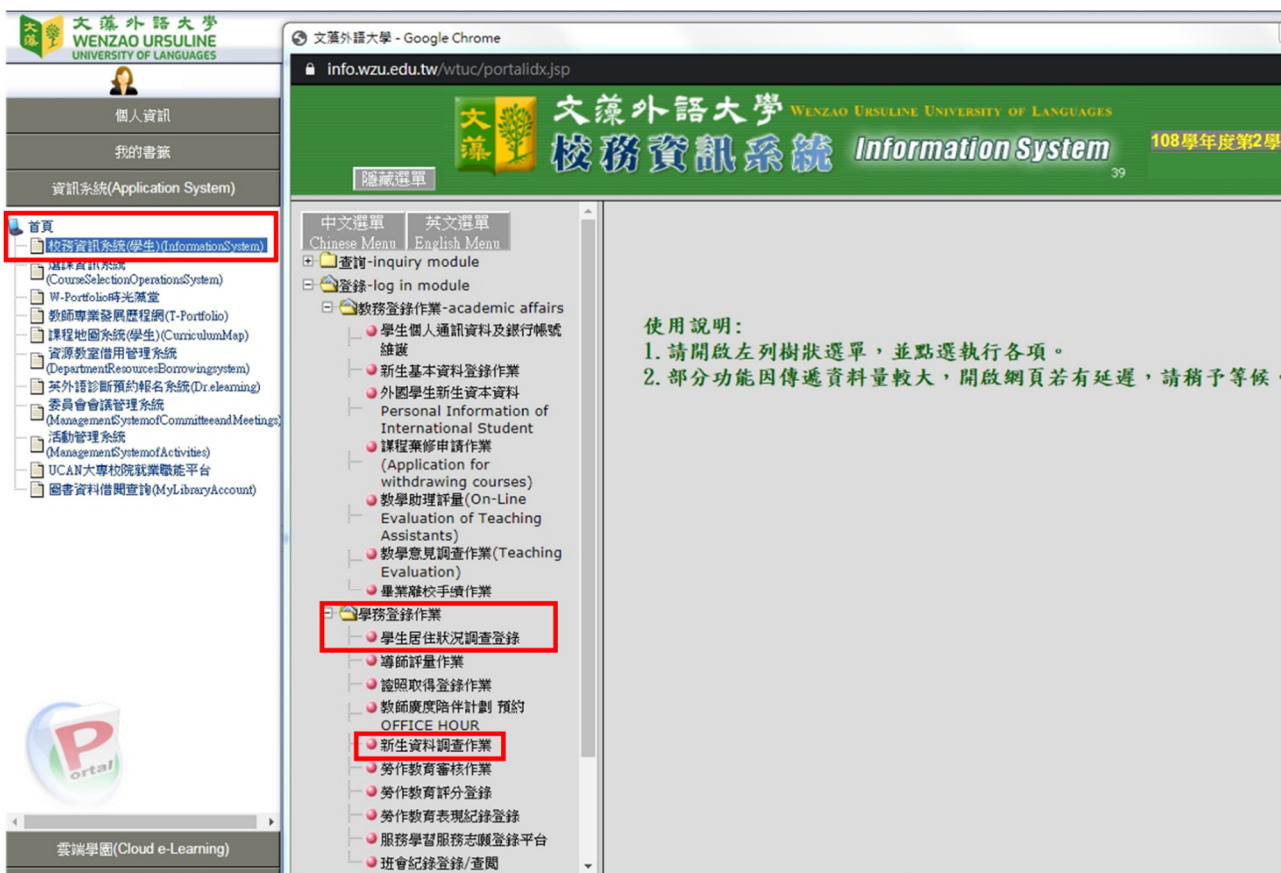 文藻外語大學
WENZAO URSULINE
UNIVERSITY OF LANGUAGES
個人資訊
我的書籤
資訊系統(Application System)
首頁
校務資訊系統(學生)(InformationSystem)
選課資訊系統
(CourseSelectionOperationsSystem)
W-Portfolio時光藻堂
教師專業發展歷程網(T-Portfolio)
課程地圖系統(學生)(CurriculumMap)
資源教室借用管理系統
(DepartmentResourcesBorrowingsystem)
英外語診斷預約報名系統(Dr.elearning)
委員會會議管理系統
(ManagementSystemofCommitteeandMeetings)
活動管理系統
(ManagementSystemofActivities)
UCAN大專校院就業職能平台
圖書資料借閱查詢(MyLibraryAccount)
Portal
雲端學園(Cloud e-Learning)
文藻外語大學 - Google Chrome
info.wzu.edu.tw/wtuc/portalidx.jsp
文藻
文藻外語大學 WENZAO URSULINE UNIVERSITY OF LANGUAGES
校務資訊系統 Information System
39
108學年度第2學
隱藏選單
中文選單 英文選單
Chinese Menu English Menu
查詢-inquiry module
登錄-log in module
教務登錄作業-academic affairs
學生個人通訊資料及銀行帳號
維護
新生基本資料登錄作業
外國學生新生資本資料
Personal Information of
International Student
課程棄修申請作業
(Application for
withdrawing courses)
教學助理評量(On-Line
Evaluation of Teaching
Assistants)
教學意見調查作業(Teaching
Evaluation)
畢業離校手續作業
學務登錄作業
學生居住狀況調查登錄
導師評量作業
證照取得登錄作業
教師廣度陪伴計劃 預約
OFFICE HOUR
新生資料調查作業
勞作教育審核作業
勞作教育評分登錄
勞作教育表現紀錄登錄
服務學習服務志願登錄平台
班會紀錄登錄/查閱
使用說明:
1.請開啟左列樹狀選單，並點選執行各項。
2.部分功能因傳遞資料量較大，開啟網頁若有延遲，請稍予等候，